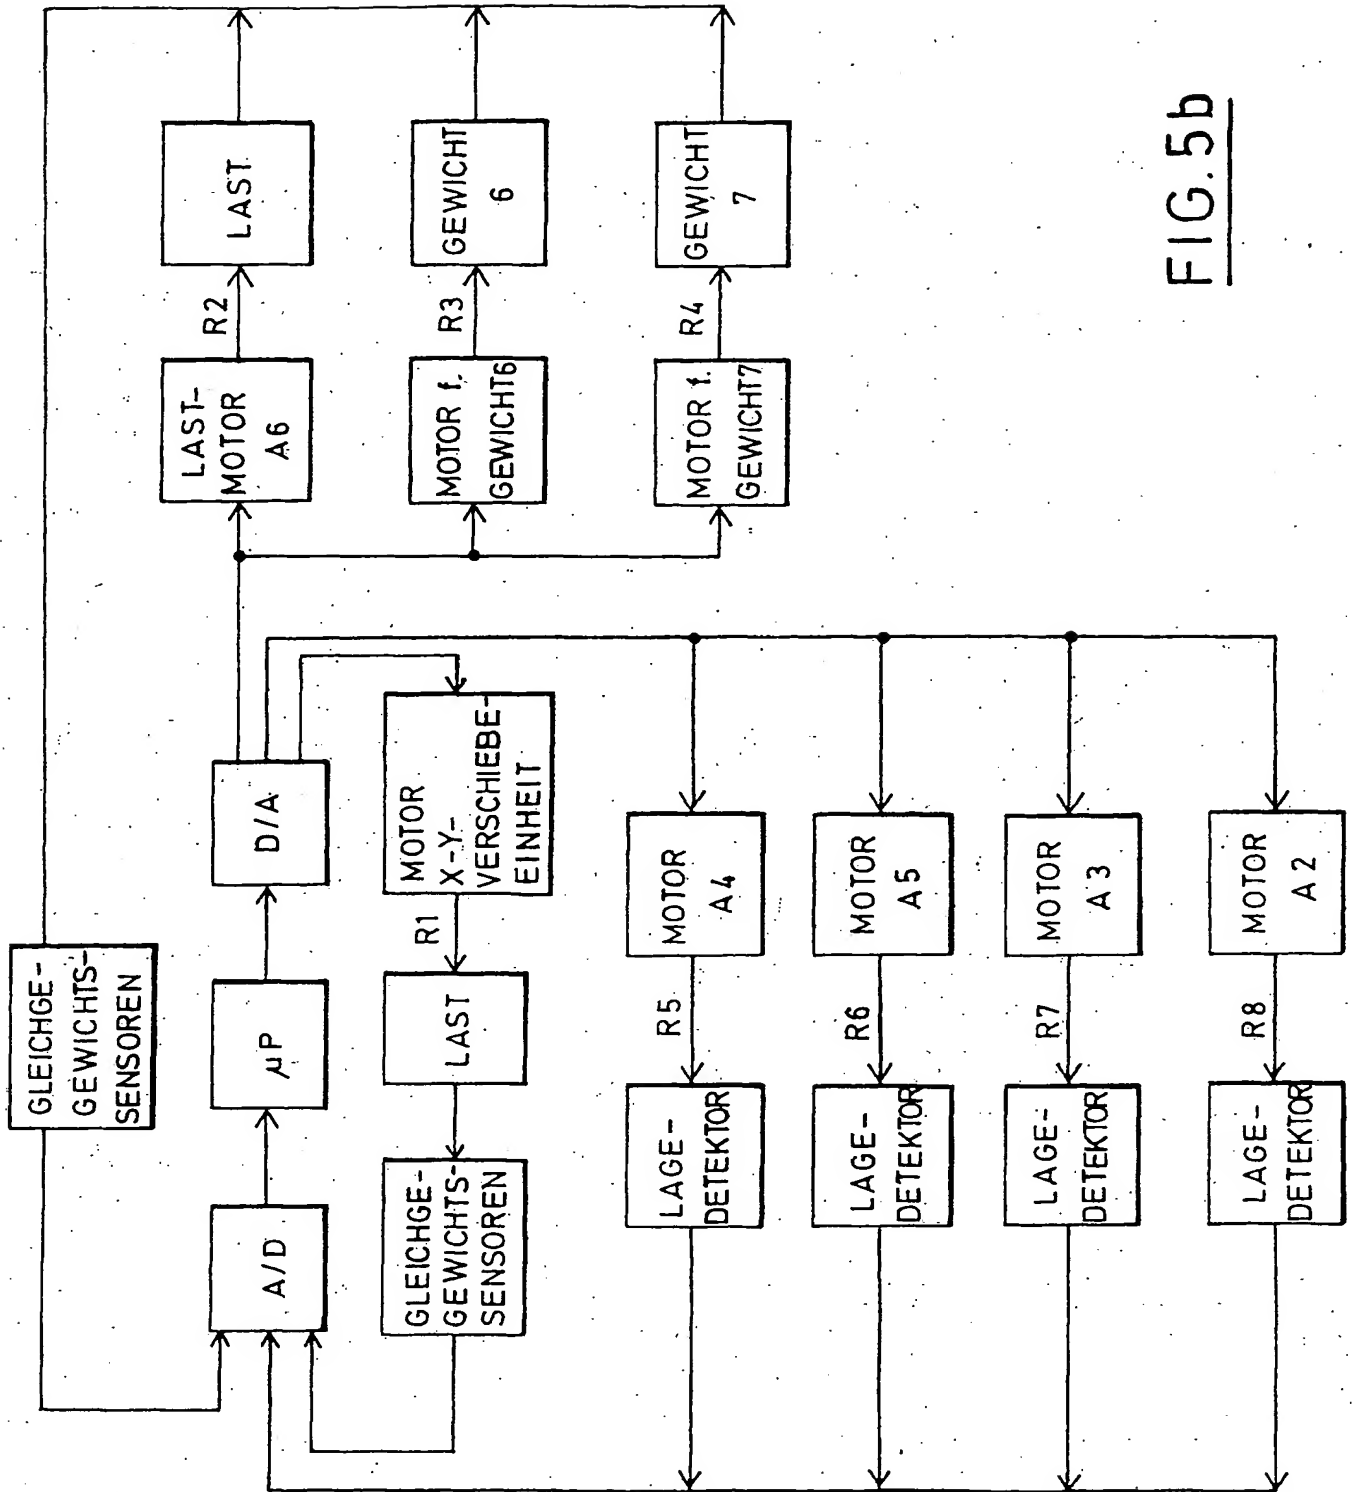 GLEICHGE-
GEWICHTS-
SENSOREN
A/D
µP
D/A
LAST-
MOTOR
A6
R2
LAST
GLEICHGE-
GEWICHTS-
SENSOREN
LAST
R1
MOTOR
X-Y-
VERSCHIEBE-
EINHEIT
MOTOR f.
GEWICHT6
R3
GEWICHT
6
LAGE-
DETEKTOR
R5
MOTOR
A4
MOTOR f.
GEWICHT7
R4
GEWICHT
7
LAGE-
DETEKTOR
R6
MOTOR
A5
LAGE-
DETEKTOR
R7
MOTOR
A3
LAGE-
DETEKTOR
R8
MOTOR
A2
FIG.5b